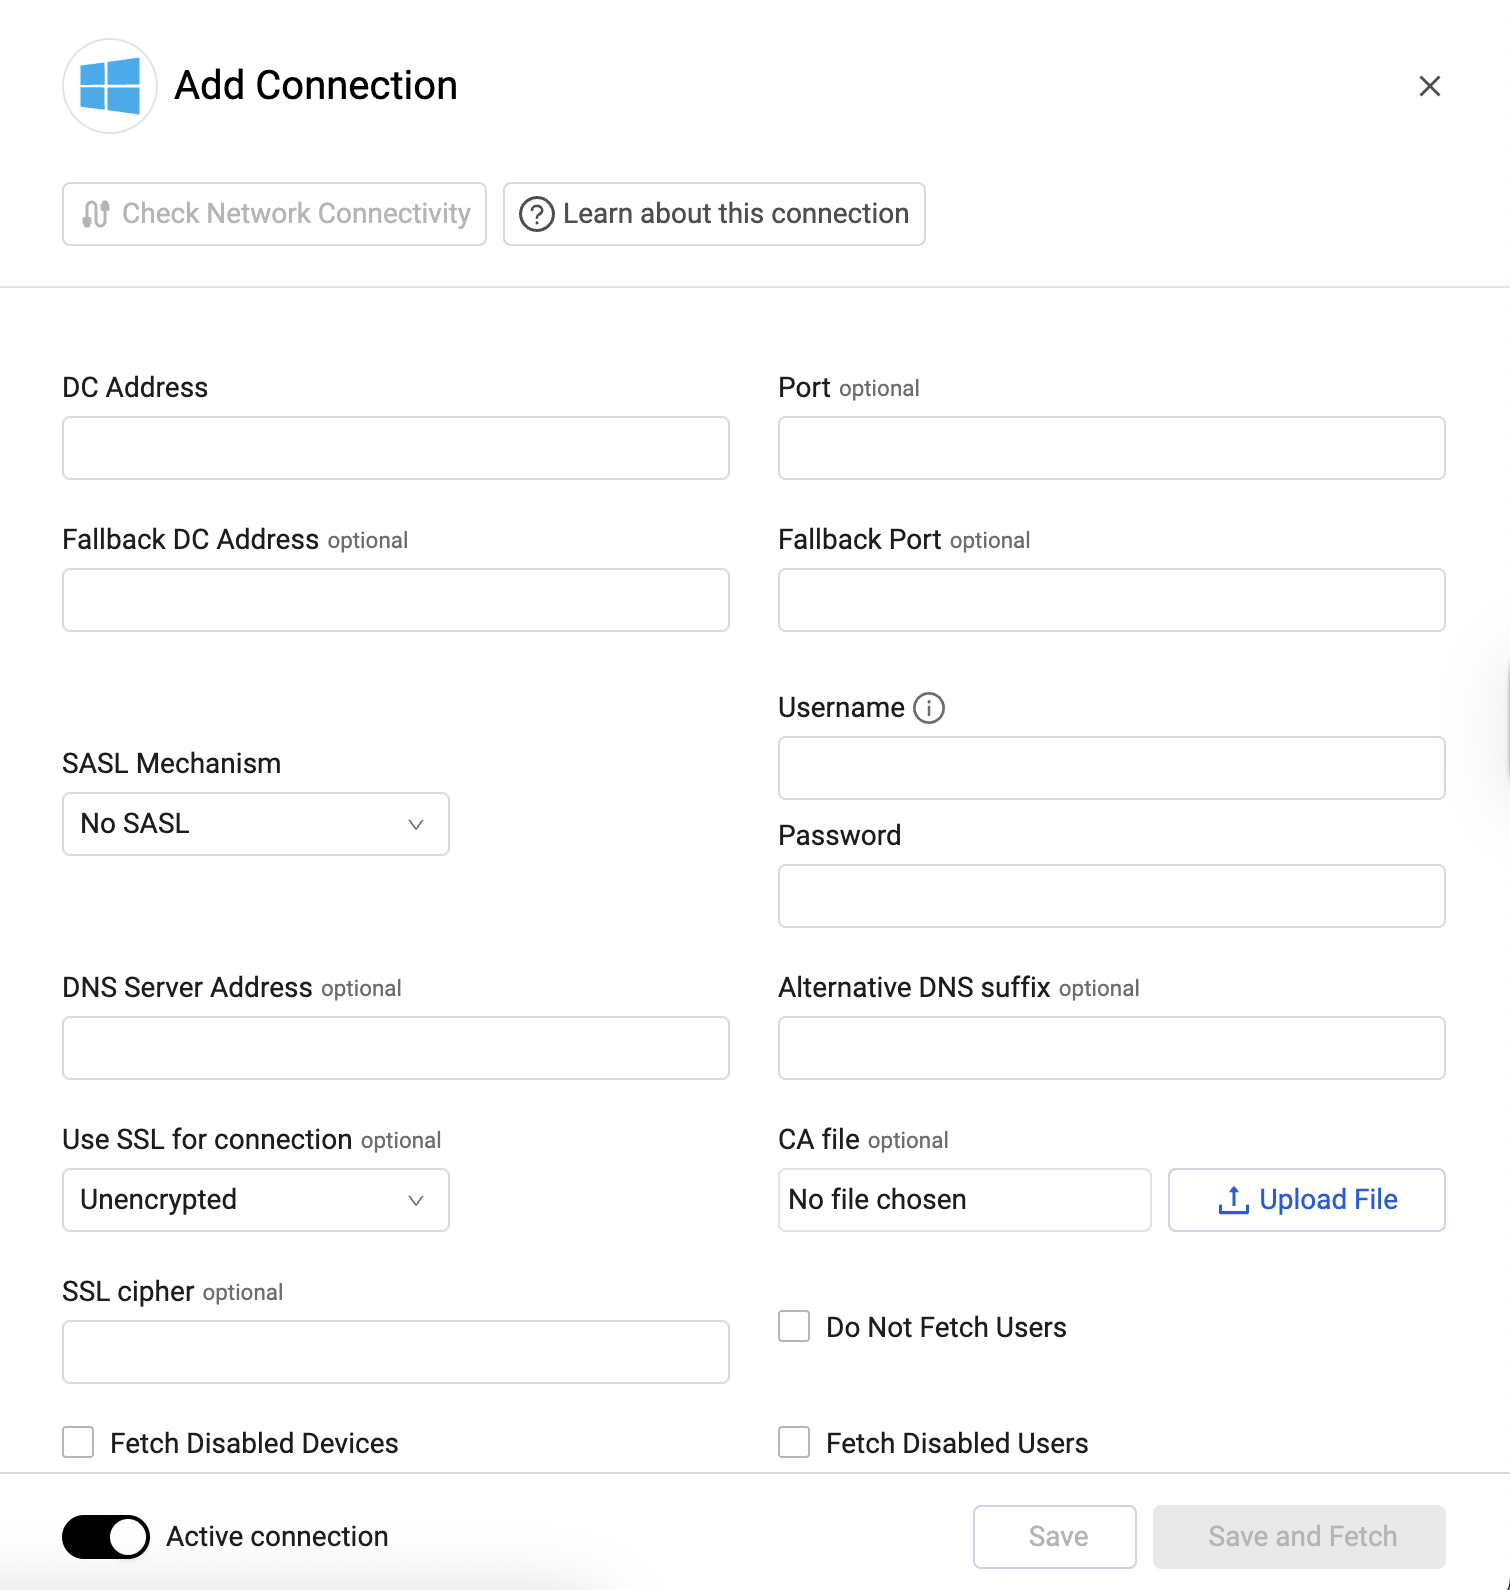 Add Connection
Check Network Connectivity
Learn about this connection
DC Address
Port optional
Fallback DC Address optional
Fallback Port optional
Username
SASL Mechanism
No SASL
Password
DNS Server Address optional
Alternative DNS suffix optional
Use SSL for connection optional
Unencrypted
CA file optional
No file chosen
Upload File
SSL cipher optional
Do Not Fetch Users
Fetch Disabled Devices
Fetch Disabled Users
Active connection
Save
Save and Fetch